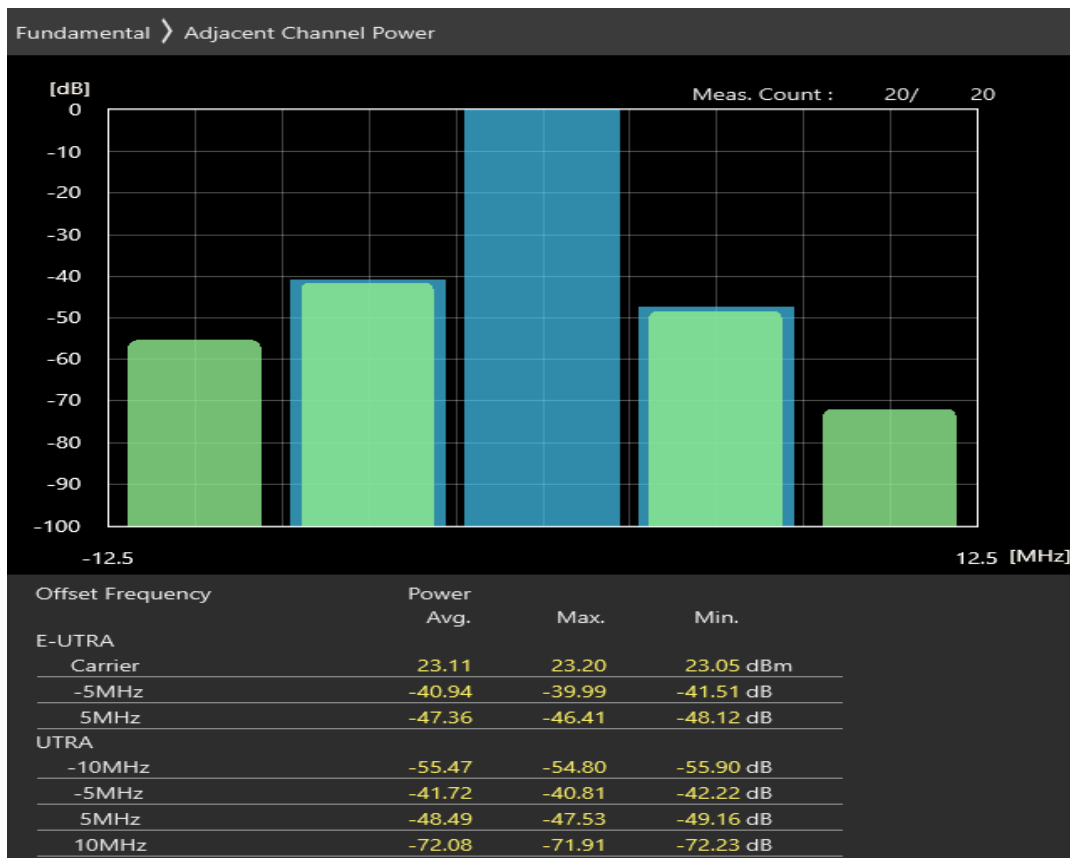 Fundamental 〉 Adjacent Channel Power
[dB]
Meas. Count : 20/ 20
0
-10
-20
-30
-40
-50
-60
-70
-80
-90
-100
-12.5 12.5 [MHz]
Offset Frequency Power
Avg. Max. Min.
E-UTRA
Carrier 23.11 23.20 23.05 dBm
-5MHz -40.94 -39.99 -41.51 dB
5MHz -47.36 -46.41 -48.12 dB
UTRA
-10MHz -55.47 -54.80 -55.90 dB
-5MHz -41.72 -40.81 -42.22 dB
5MHz -48.49 -47.53 -49.16 dB
10MHz -72.08 -71.91 -72.23 dB